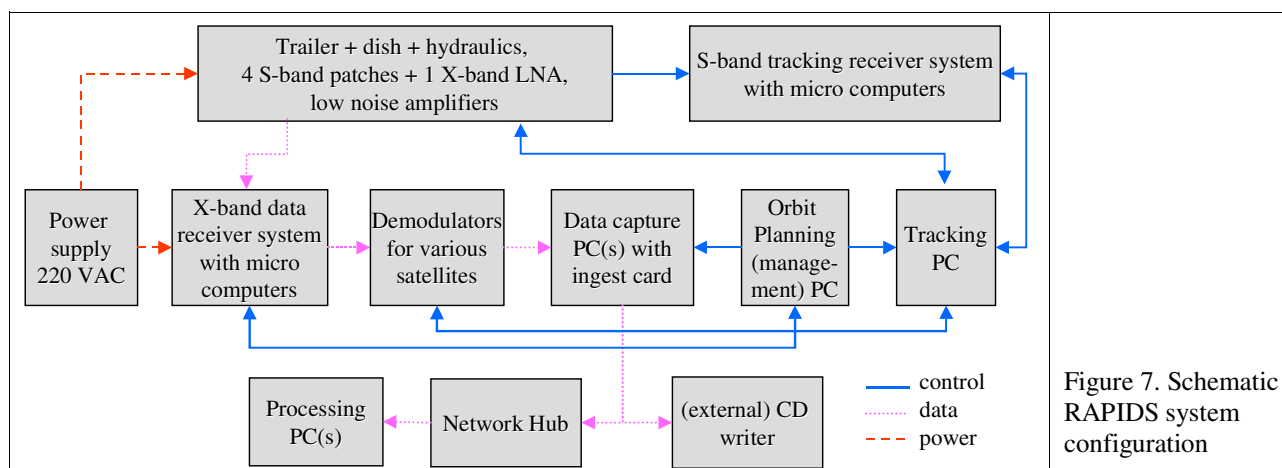 Trailer + dish + hydraulics,
4 S-band patches + 1 X-band LNA,
low noise amplifiers
S-band tracking receiver system
with micro computers
Power
supply
220 VAC
X-band data
receiver system
with micro
computers
Demodulators
for various
satellites
Data capture
PC(s) with
ingest card
Orbit
Planning
(manage-
ment) PC
Tracking
PC
Processing
PC(s)
Network Hub
(external) CD
writer
control
data
power
Figure 7. Schematic
RAPIDS system
configuration